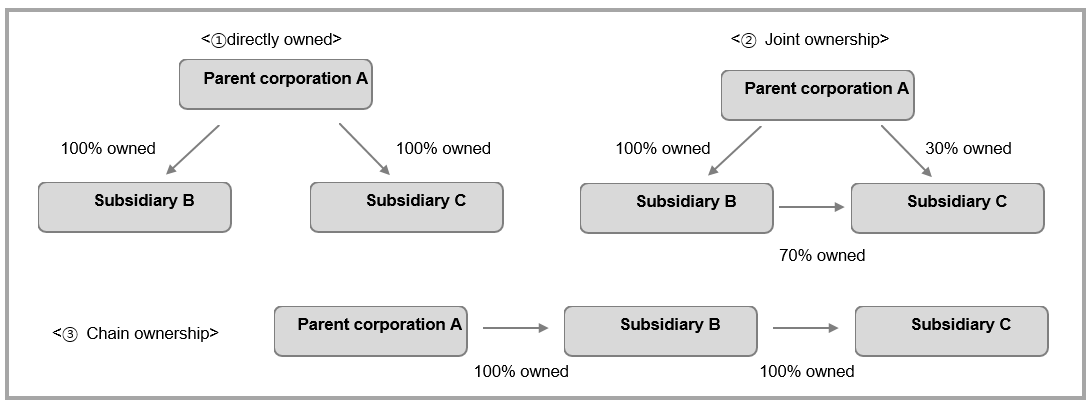 <①directly owned>
Parent corporation A
100% owned
100% owned
Subsidiary B
Subsidiary C
<② Joint ownership>
Parent corporation A
100% owned
30% owned
Subsidiary B
Subsidiary C
70% owned
<③ Chain ownership>
Parent corporation A
Subsidiary B
Subsidiary C
100% owned
100% owned